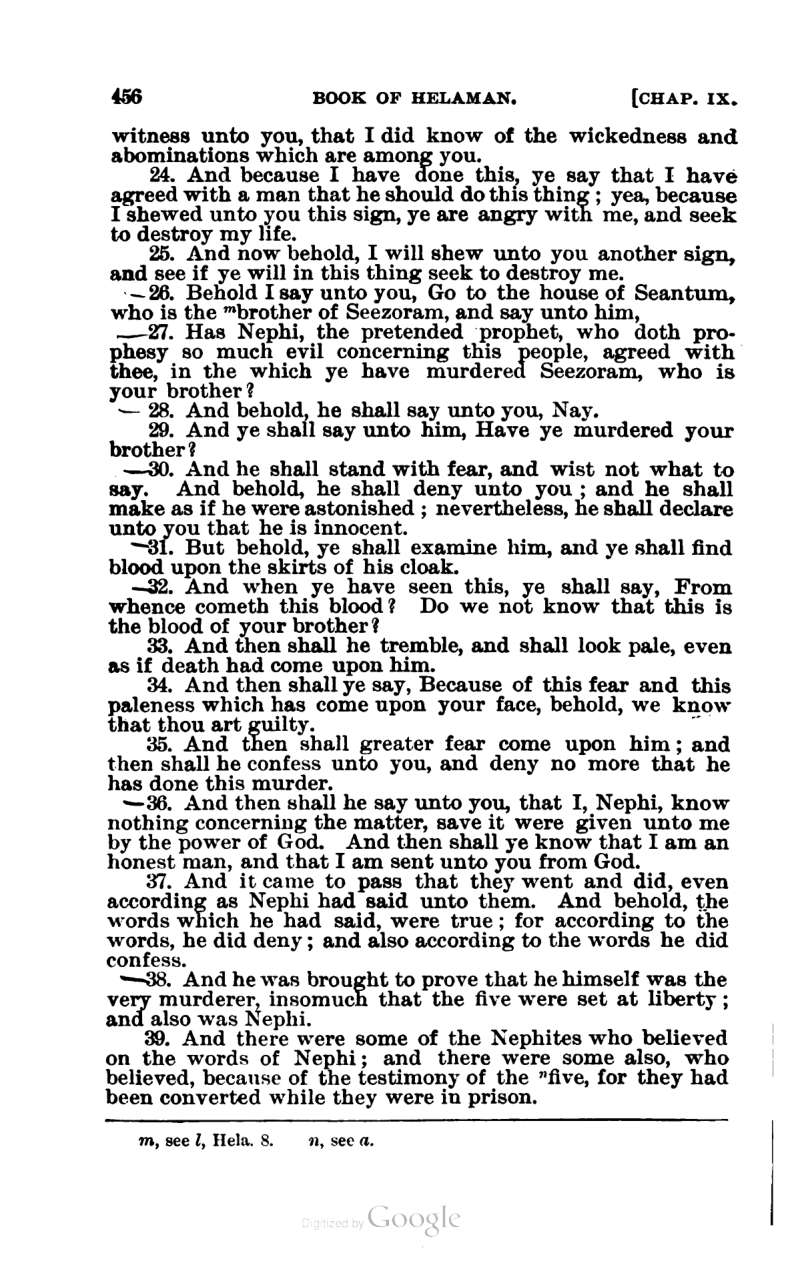 456 BOOK OF HELAMAN. [CHAP. IX.
witness unto you, that I did know of the wickedness and
abominations which are among you.
24. And because I have done this, ye say that I have
agreed with a man that he should do this thing; yea, because
I shewed unto you this sign, ye are angry with me, and seek
to destroy my life.
25. And now behold, I will shew unto you another sign,
and see if ye will in this thing seek to destroy me.
—26. Behold I say unto you, Go to the house of Seantum,
who is the ᵐbrother of Seezoram, and say unto him,
—27. Has Nephi, the pretended prophet, who doth pro-
phesy so much evil concerning this people, agreed with
thee, in the which ye have murdered Seezoram, who is
your brother?
— 28. And behold, he shall say unto you, Nay.
29. And ye shall say unto him, Have ye murdered your
brother?
—30. And he shall stand with fear, and wist not what to
say. And behold, he shall deny unto you; and he shall
make as if he were astonished; nevertheless, he shall declare
unto you that he is innocent.
—31. But behold, ye shall examine him, and ye shall find
blood upon the skirts of his cloak.
—32. And when ye have seen this, ye shall say, From
whence cometh this blood? Do we not know that this is
the blood of your brother?
33. And then shall he tremble, and shall look pale, even
as if death had come upon him.
34. And then shall ye say, Because of this fear and this
paleness which has come upon your face, behold, we know
that thou art guilty.
35. And then shall greater fear come upon him; and
then shall he confess unto you, and deny no more that he
has done this murder.
—36. And then shall he say unto you, that I, Nephi, know
nothing concerning the matter, save it were given unto me
by the power of God. And then shall ye know that I am an
honest man, and that I am sent unto you from God.
37. And it came to pass that they went and did, even
according as Nephi had said unto them. And behold, the
words which he had said, were true; for according to the
words, he did deny; and also according to the words he did
confess.
—38. And he was brought to prove that he himself was the
very murderer, insomuch that the five were set at liberty;
and also was Nephi.
39. And there were some of the Nephites who believed
on the words of Nephi; and there were some also, who
believed, because of the testimony of the ⁿfive, for they had
been converted while they were in prison.
m, see l, Hela. 8. n, see a.
Digitized by Google